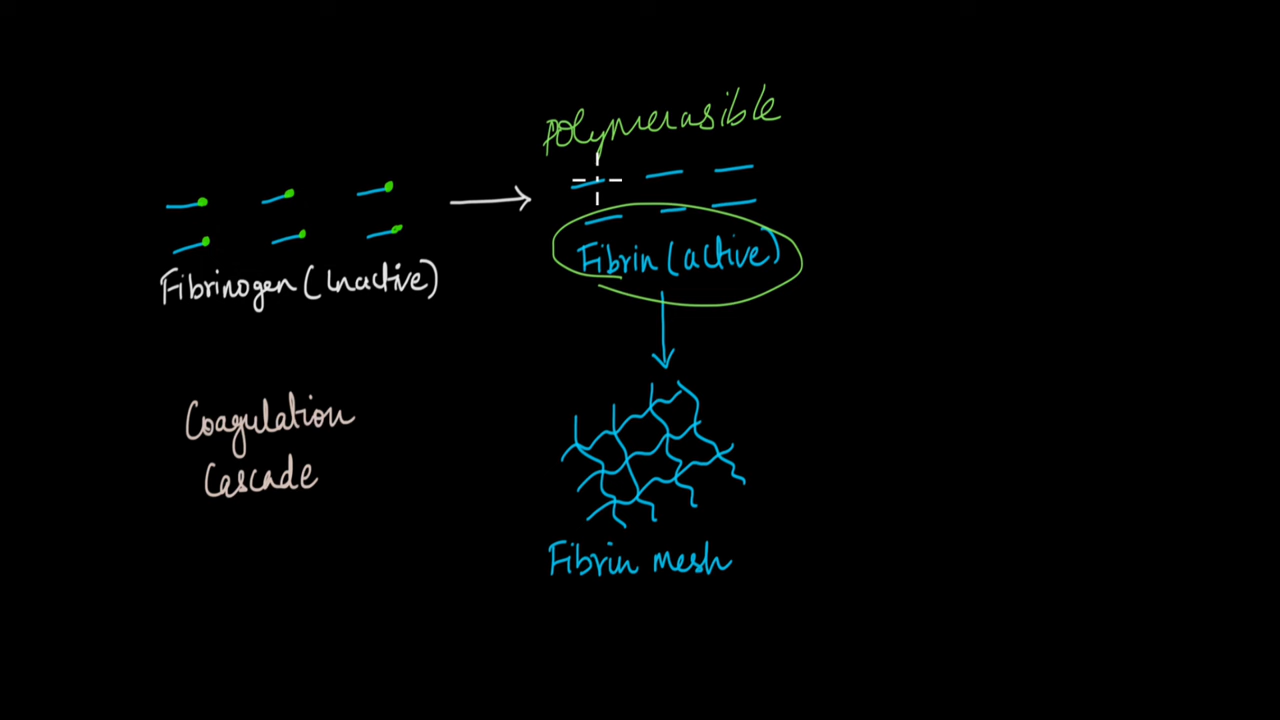 Polymerasible
Fibrinogen (Inactive)
Fibrin (active)
Coagulation
Cascade
Fibrin mesh